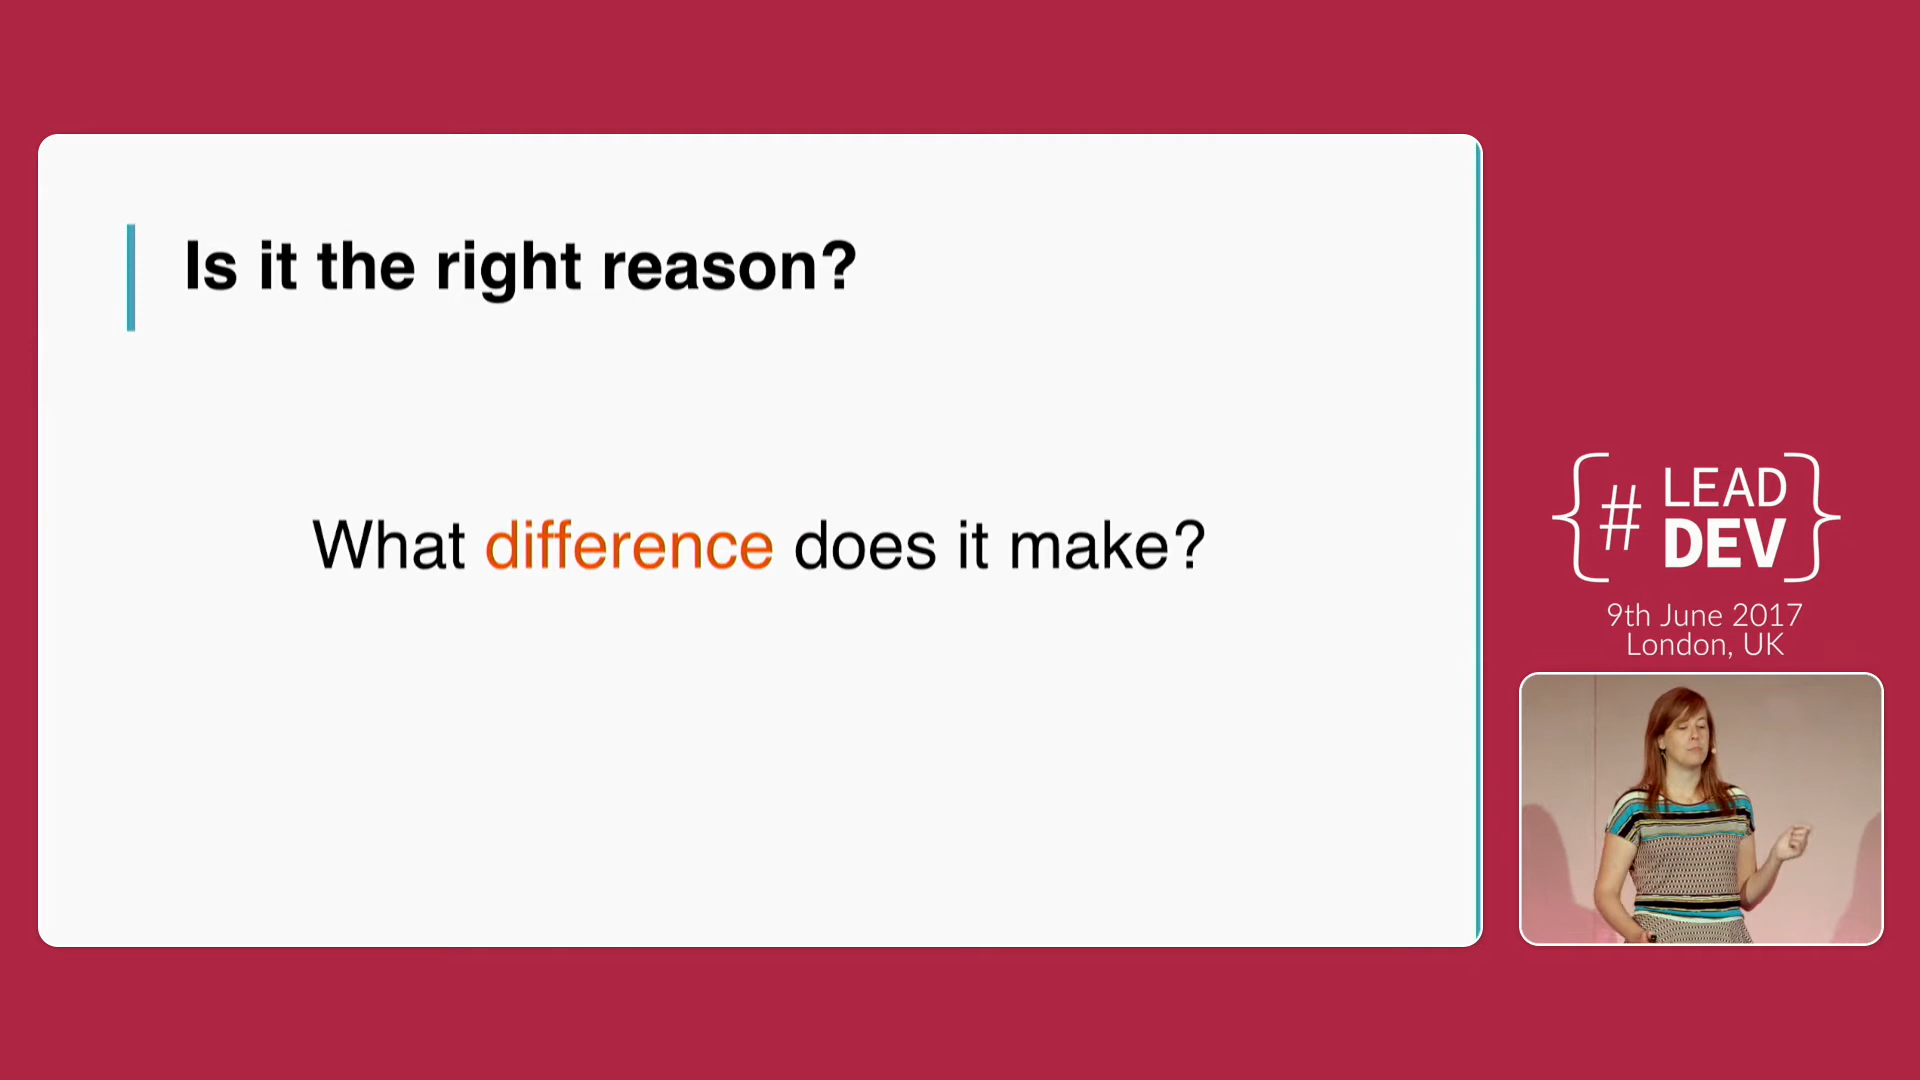 Is it the right reason?
What difference does it make?
{# LEAD
DEV}
9th June 2017
London, UK